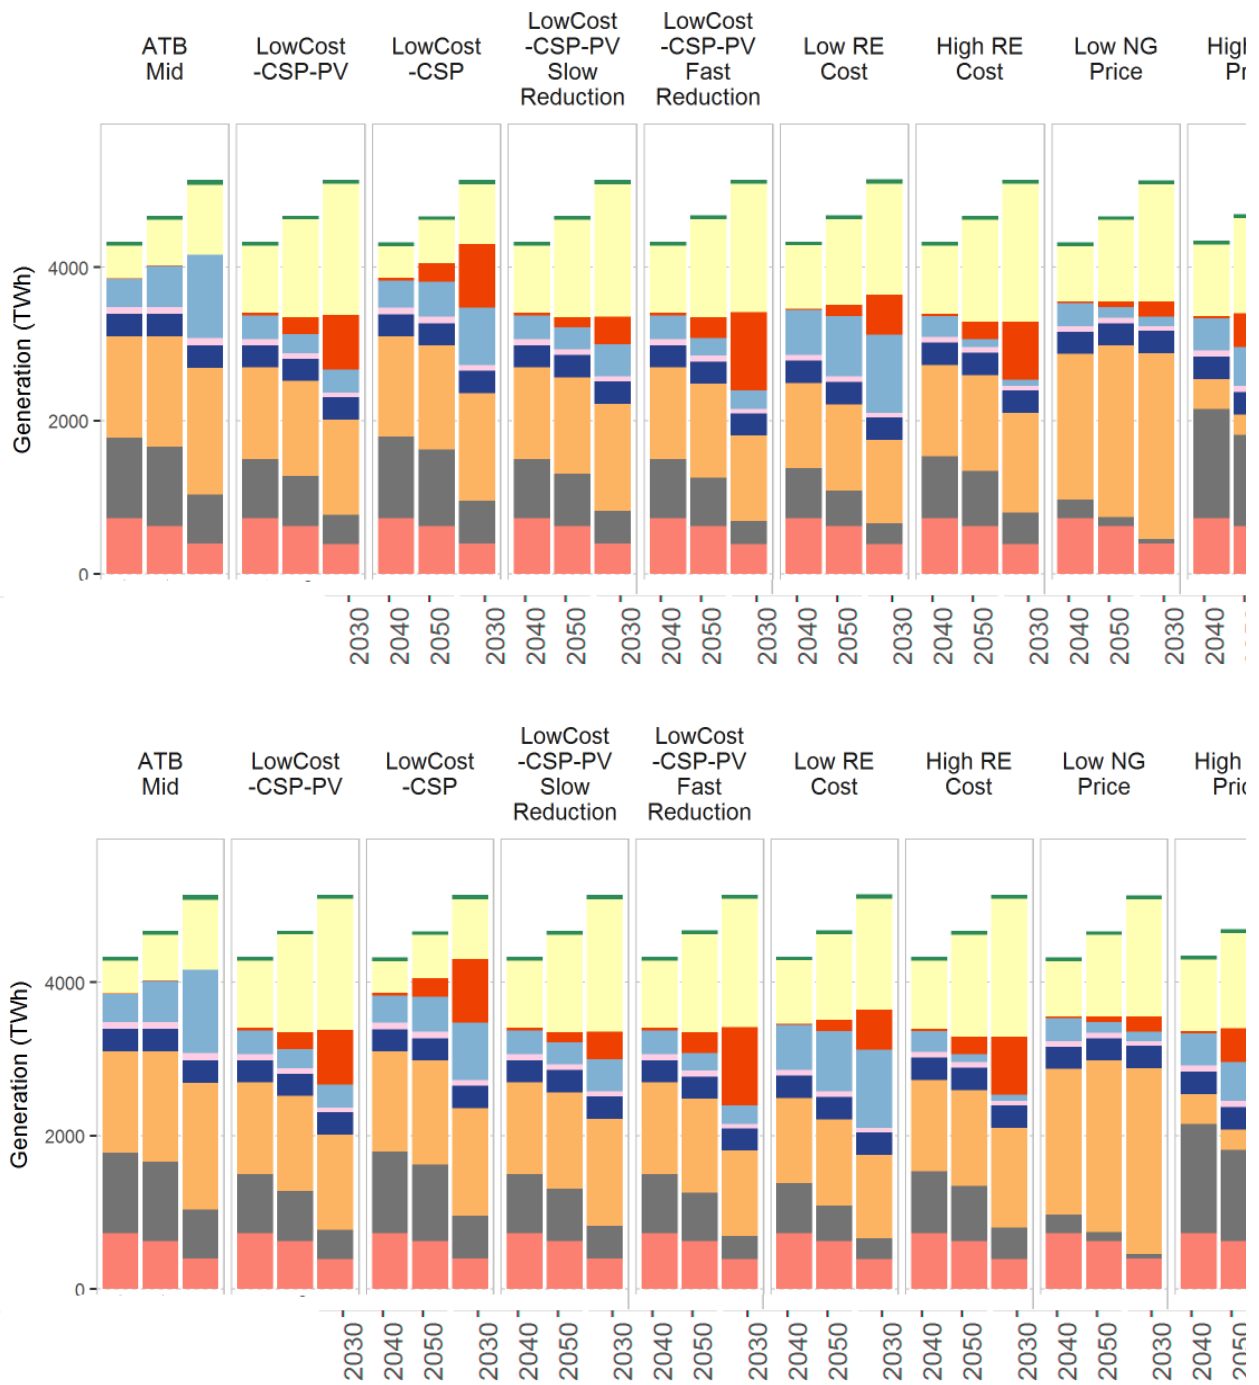 ATB
Mid
LowCost
-CSP-PV
LowCost
-CSP
LowCost
-CSP-PV
Slow
Reduction
LowCost
-CSP-PV
Fast
Reduction
Low RE
Cost
High RE
Cost
Low NG
Price
High
Generation (TWh)
4000
2000
0
2030
2040
2050
2030
2040
2050
2030
2040
2050
2030
2040
2050
2030
2040
2050
2030
2040
ATB
Mid
LowCost
-CSP-PV
LowCost
-CSP
LowCost
-CSP-PV
Slow
Reduction
LowCost
-CSP-PV
Fast
Reduction
Low RE
Cost
High RE
Cost
Low NG
Price
High
Generation (TWh)
4000
2000
0
2030
2040
2050
2030
2040
2050
2030
2040
2050
2030
2040
2050
2030
2040
2050
2030
2040
2050